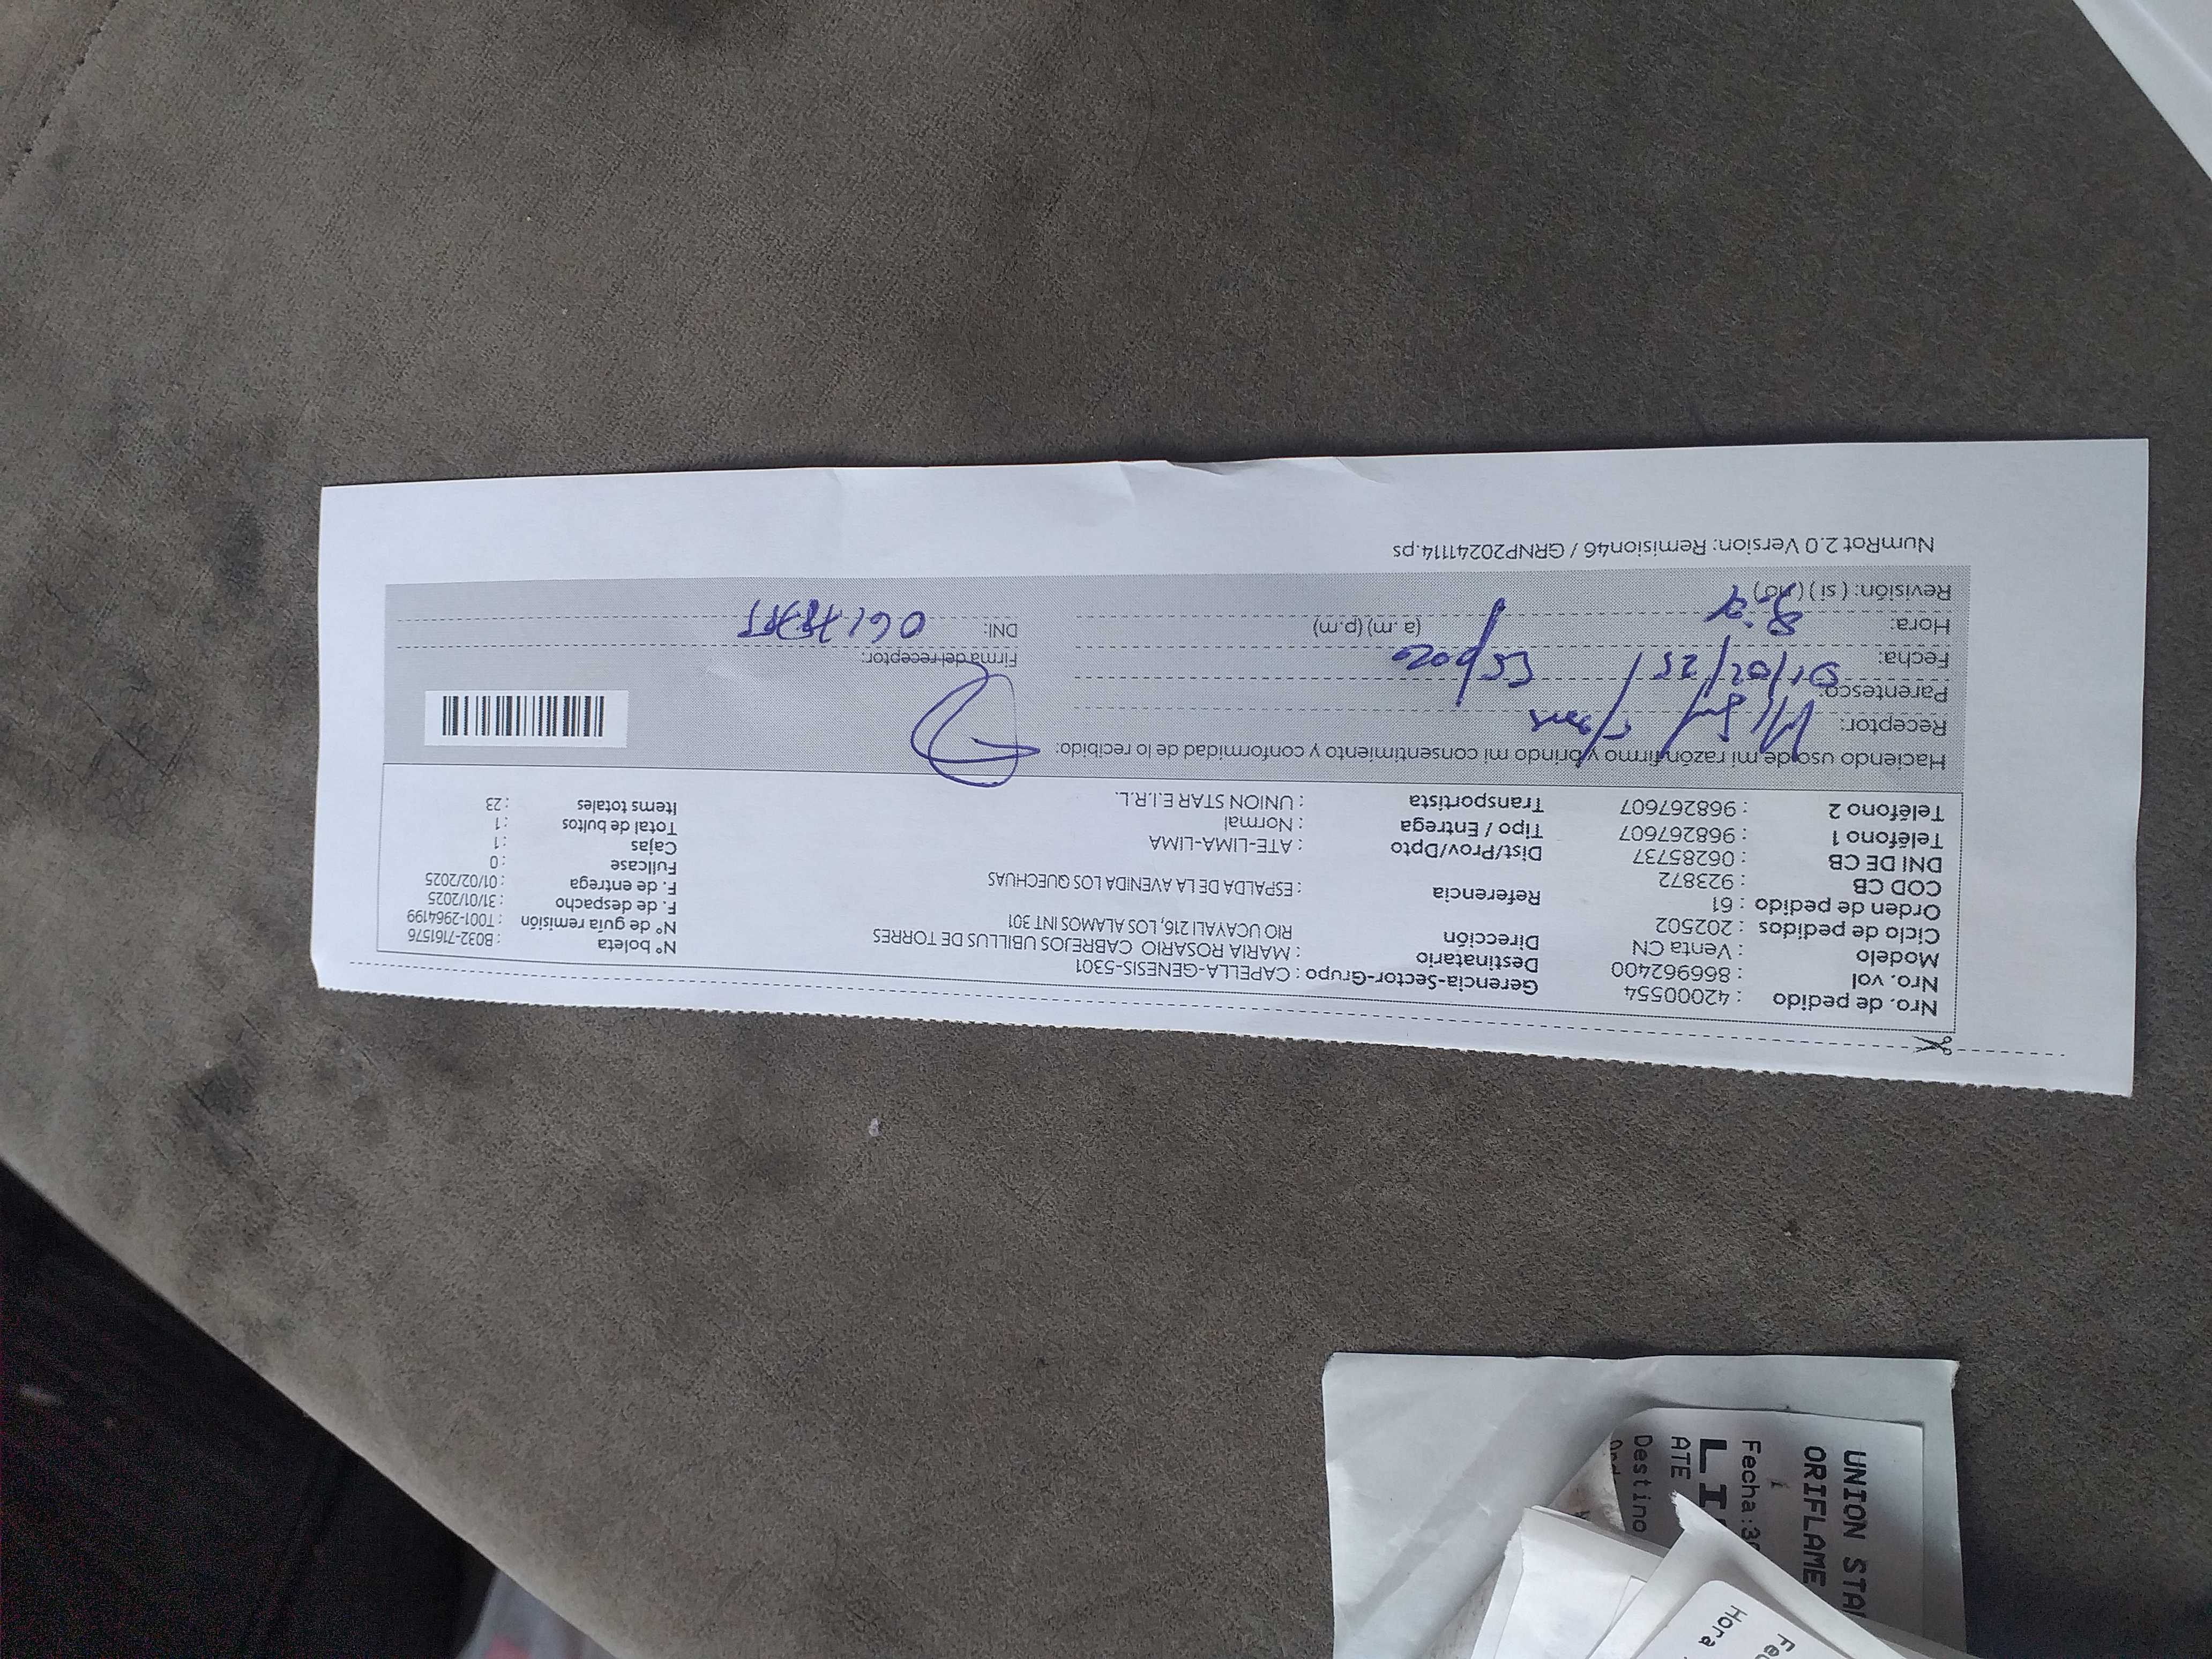 Nro. de pedido : 42000554
Nro. vol : 866962400
Modelo : Venta CN
Ciclo de pedidos : 202502
Orden de pedido : 61
COD CB : 923872
DNI DE CB : 06285737
Teléfono 1 : 968267607
Teléfono 2 : 968267607
Gerencia-Sector-Grupo : CAPELLA-GENESIS-5301
Destinatario : MARIA ROSARIO CABREJOS UBILLUS DE TORRES
Dirección RIO UCAYALI 216, LOS ALAMOS INT 301
Referencia : ESPALDA DE LA AVENIDA LOS QUECHUAS
Dist/Prov/Dpto : ATE-LIMA-LIMA
Tipo / Entrega : Normal
Transportista : UNION STAR E.I.R.L.
N° boleta : B032-7161576
N° de guía remisión : T001-2964199
F. de despacho : 31/01/2025
F. de entrega : 01/02/2025
Fullcase : 0
Cajas : 1
Total de bultos : 1
Items totales : 23
Haciendo uso de mi razón firmo y brindo mi consentimiento y conformidad de lo recibido:
Receptor:
Parentesco: Esposo
Fecha: 01/02/25
Hora: (a.m) (p.m)
Revisión: ( si ) ( no )
Firma del receptor:
DNI:
NumRot 2.0 Version: Remision46 / GRNP20241114.ps
UNION STAR
ORIFLAME
Fecha:30
ATE
Destino
Hora